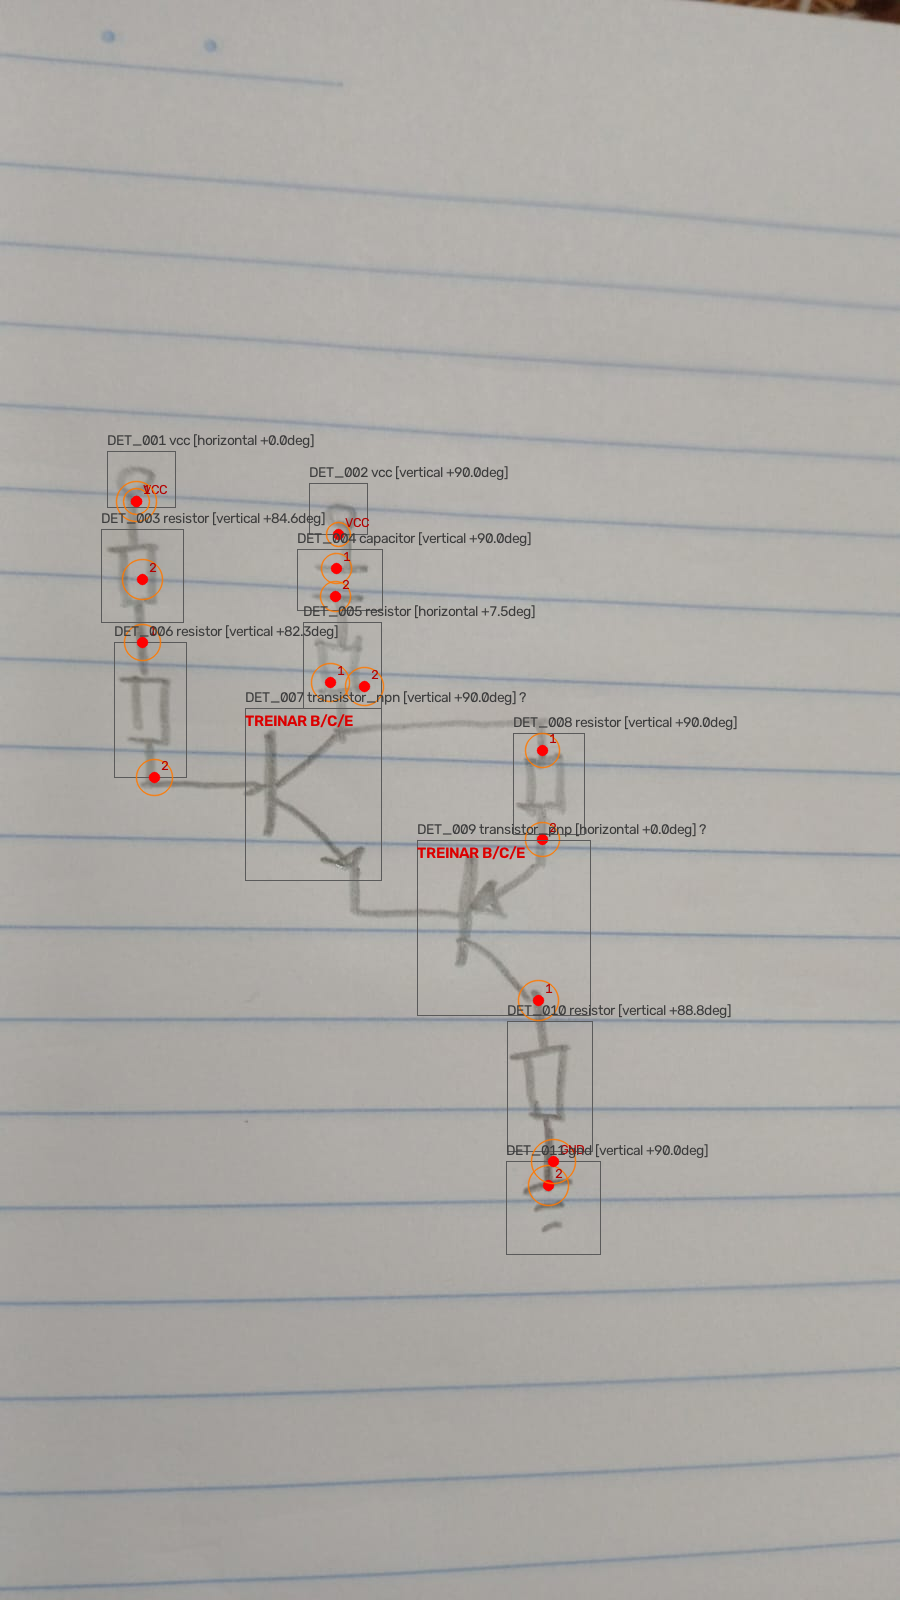 DET_001 vcc [horizontal +0.0deg]
VCC
DET_002 vcc [vertical +90.0deg]
VCC
DET_003 resistor [vertical +84.6deg]
2
DET_004 capacitor [vertical +90.0deg]
1
2
DET_005 resistor [horizontal +7.5deg]
1
2
DET_006 resistor [vertical +82.3deg]
2
DET_007 transistor_npn [vertical +90.0deg] ?
TREINAR B/C/E
DET_008 resistor [vertical +90.0deg]
1
2
DET_009 transistor_pnp [horizontal +0.0deg] ?
TREINAR B/C/E
1
DET_010 resistor [vertical +88.8deg]
DET_011 gnd [vertical +90.0deg]
GND
2